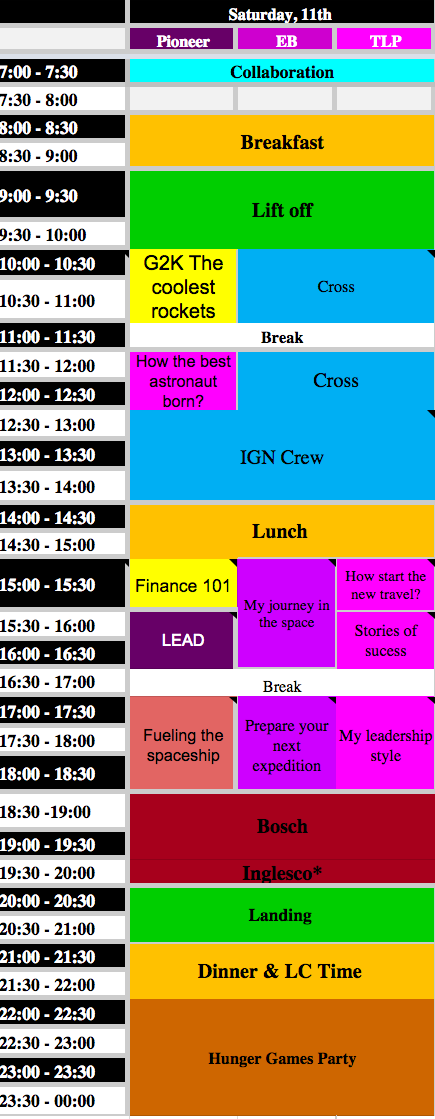 Saturday, 11th
Pioneer EB TLP
7:00 - 7:30
Collaboration
7:30 - 8:00
8:00 - 8:30
Breakfast
8:30 - 9:00
9:00 - 9:30
Lift off
9:30 - 10:00
10:00 - 10:30
G2K The
coolest
rockets
Cross
10:30 - 11:00
11:00 - 11:30
Break
11:30 - 12:00
How the best
astronaut
born?
Cross
12:00 - 12:30
12:30 - 13:00
13:00 - 13:30
IGN Crew
13:30 - 14:00
14:00 - 14:30
Lunch
14:30 - 15:00
15:00 - 15:30
Finance 101
My journey in
the space
How start the
new travel?
15:30 - 16:00
LEAD
Stories of
sucess
16:00 - 16:30
16:30 - 17:00
Break
17:00 - 17:30
17:30 - 18:00
Fueling the
spaceship
Prepare your
next
expedition
My leadership
style
18:00 - 18:30
18:30 -19:00
Bosch
19:00 - 19:30
19:30 - 20:00
Inglesco*
20:00 - 20:30
Landing
20:30 - 21:00
21:00 - 21:30
Dinner & LC Time
21:30 - 22:00
22:00 - 22:30
22:30 - 23:00
Hunger Games Party
23:00 - 23:30
23:30 - 00:00